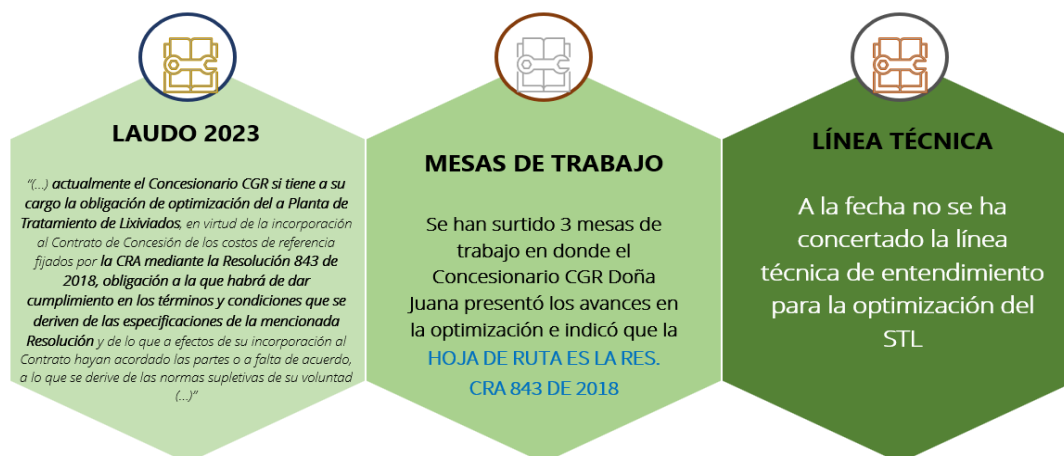 LAUDO 2023
“(...) actualmente el Concesionario CGR si tiene a su
cargo la obligación de optimización del a Planta de
Tratamiento de Lixiviados, en virtud de la incorporación
al Contrato de Concesión de los costos de referencia
fijados por la CRA mediante la Resolución 843 de
2018, obligación a la que habrá de dar
cumplimiento en los términos y condiciones que se
deriven de las especificaciones de la mencionada
Resolución y de lo que a efectos de su incorporación al
Contrato hayan acordado las partes o a falta de acuerdo,
a lo que se derive de las normas supletivas de su voluntad
(...)”
MESAS DE TRABAJO
Se han surtido 3 mesas de
trabajo en donde el
Concesionario CGR Doña
Juana presentó los avances en
la optimización e indicó que la
HOJA DE RUTA ES LA RES.
CRA 843 DE 2018
LÍNEA TÉCNICA
A la fecha no se ha
concertado la línea
técnica de entendimiento
para la optimización del
STL